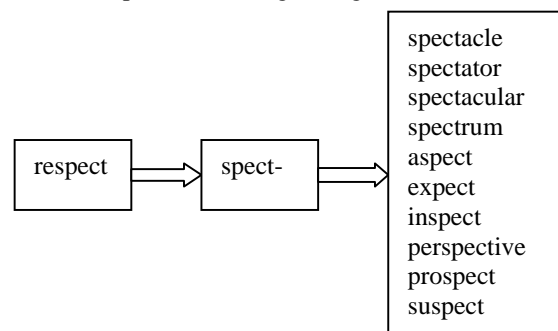 respect
spect-
spectacle
spectator
spectacular
spectrum
aspect
expect
inspect
perspective
prospect
suspect